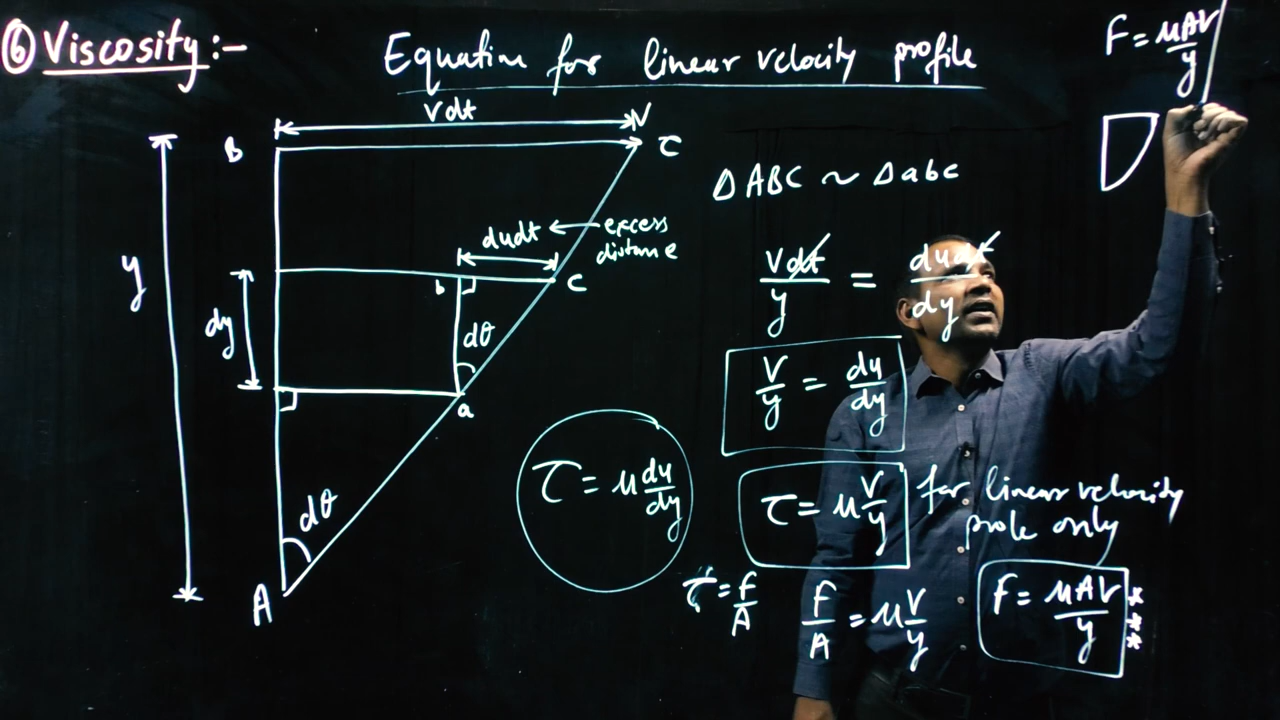 ⑥ Viscosity :-
Equation for linear velocity profile
F = μAV/y
Vdt
V
B
C
ΔABC ~ Δabc
dudt ← excess distance
b
c
y
dy
dθ
a
Vdt/y = dudt/dy
V/y = du/dy
τ = μ du/dy
τ = μ V/y
for linear velocity
profe only
dθ
A
τ = F/A
F/A = μ V/y
F = μAV/y ***